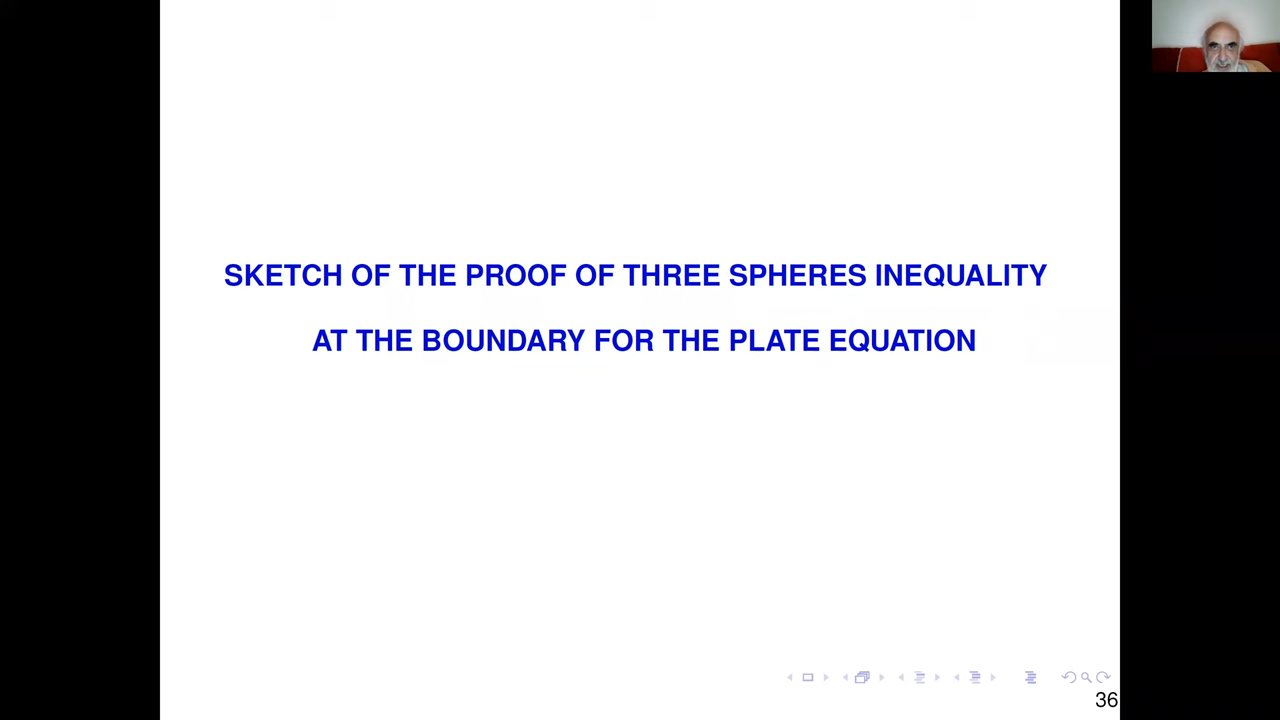 SKETCH OF THE PROOF OF THREE SPHERES INEQUALITY
AT THE BOUNDARY FOR THE PLATE EQUATION
36